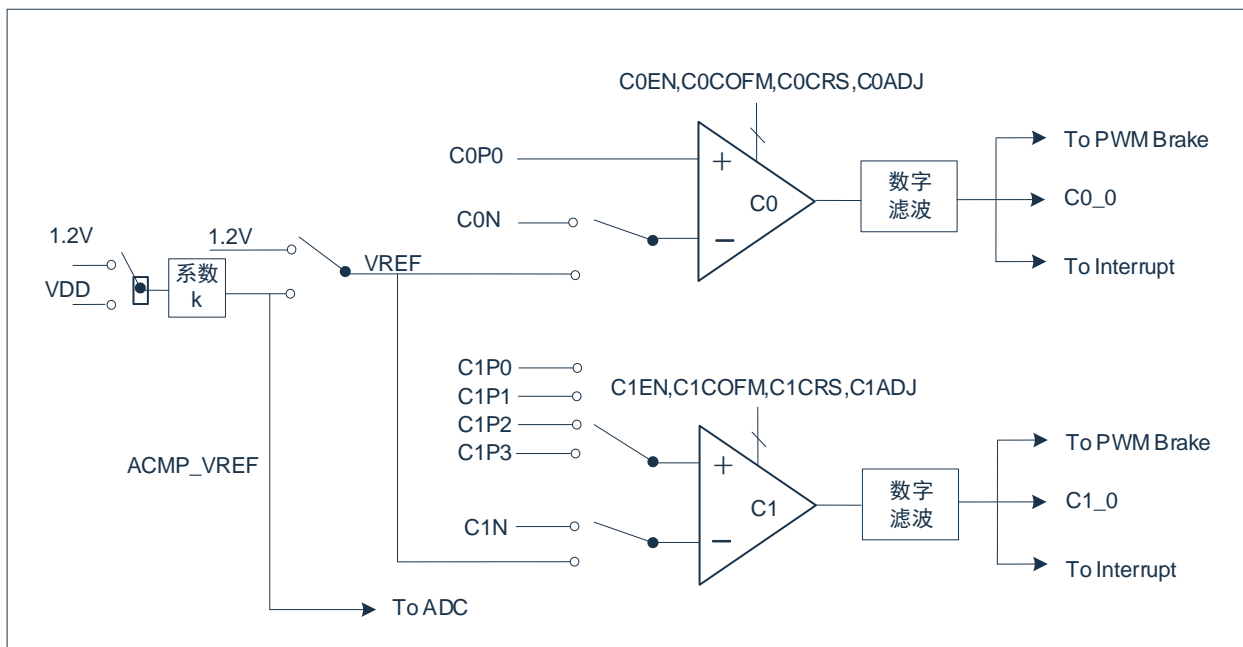 C0EN,C0COFM,C0CRS,C0ADJ
C0P0
+
C0
−
C0N
数字
滤波
To PWM Brake
C0_0
To Interrupt
1.2V
VDD
系数
k
1.2V
VREF
C1P0
C1P1
C1P2
C1P3
C1EN,C1COFM,C1CRS,C1ADJ
+
C1
−
C1N
数字
滤波
To PWM Brake
C1_0
To Interrupt
ACMP_VREF
To ADC